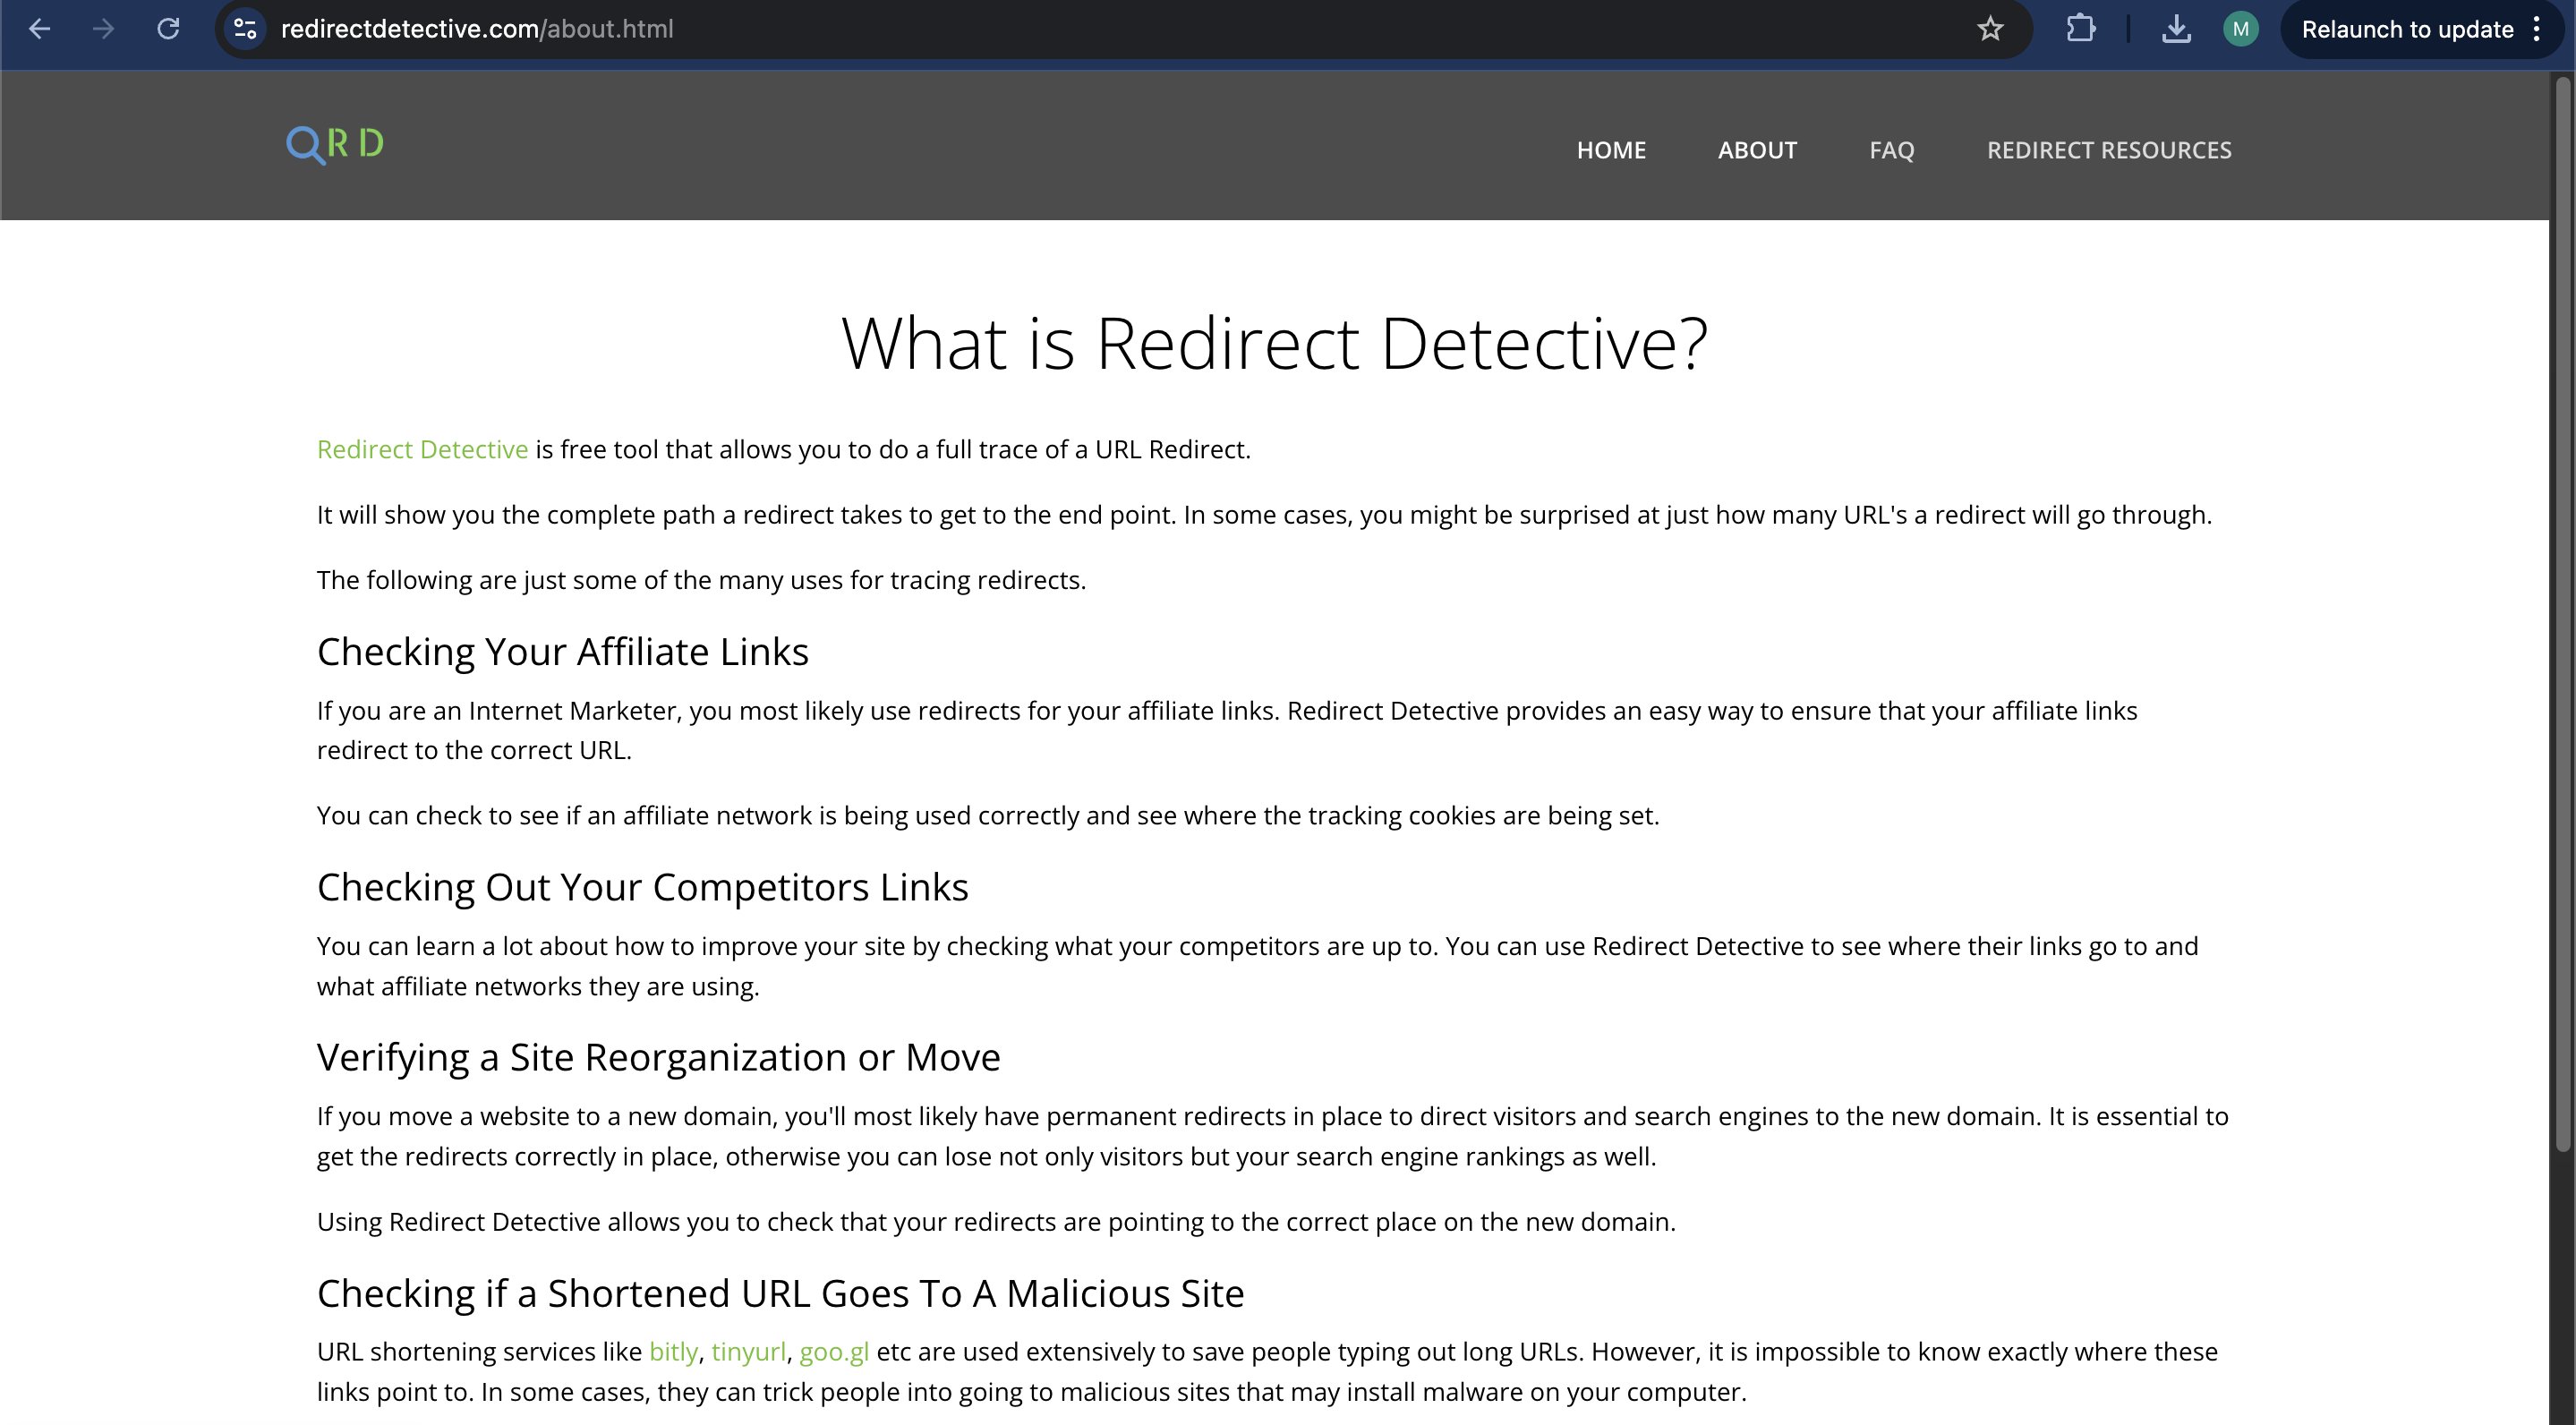 redirectdetective.com/about.html
M
Relaunch to update
RD
HOME
ABOUT
FAQ
REDIRECT RESOURCES
What is Redirect Detective?
Redirect Detective is free tool that allows you to do a full trace of a URL Redirect.
It will show you the complete path a redirect takes to get to the end point. In some cases, you might be surprised at just how many URL's a redirect will go through.
The following are just some of the many uses for tracing redirects.
Checking Your Affiliate Links
If you are an Internet Marketer, you most likely use redirects for your affiliate links. Redirect Detective provides an easy way to ensure that your affiliate links
redirect to the correct URL.
You can check to see if an affiliate network is being used correctly and see where the tracking cookies are being set.
Checking Out Your Competitors Links
You can learn a lot about how to improve your site by checking what your competitors are up to. You can use Redirect Detective to see where their links go to and
what affiliate networks they are using.
Verifying a Site Reorganization or Move
If you move a website to a new domain, you'll most likely have permanent redirects in place to direct visitors and search engines to the new domain. It is essential to
get the redirects correctly in place, otherwise you can lose not only visitors but your search engine rankings as well.
Using Redirect Detective allows you to check that your redirects are pointing to the correct place on the new domain.
Checking if a Shortened URL Goes To A Malicious Site
URL shortening services like bitly, tinyurl, goo.gl etc are used extensively to save people typing out long URLs. However, it is impossible to know exactly where these
links point to. In some cases, they can trick people into going to malicious sites that may install malware on your computer.